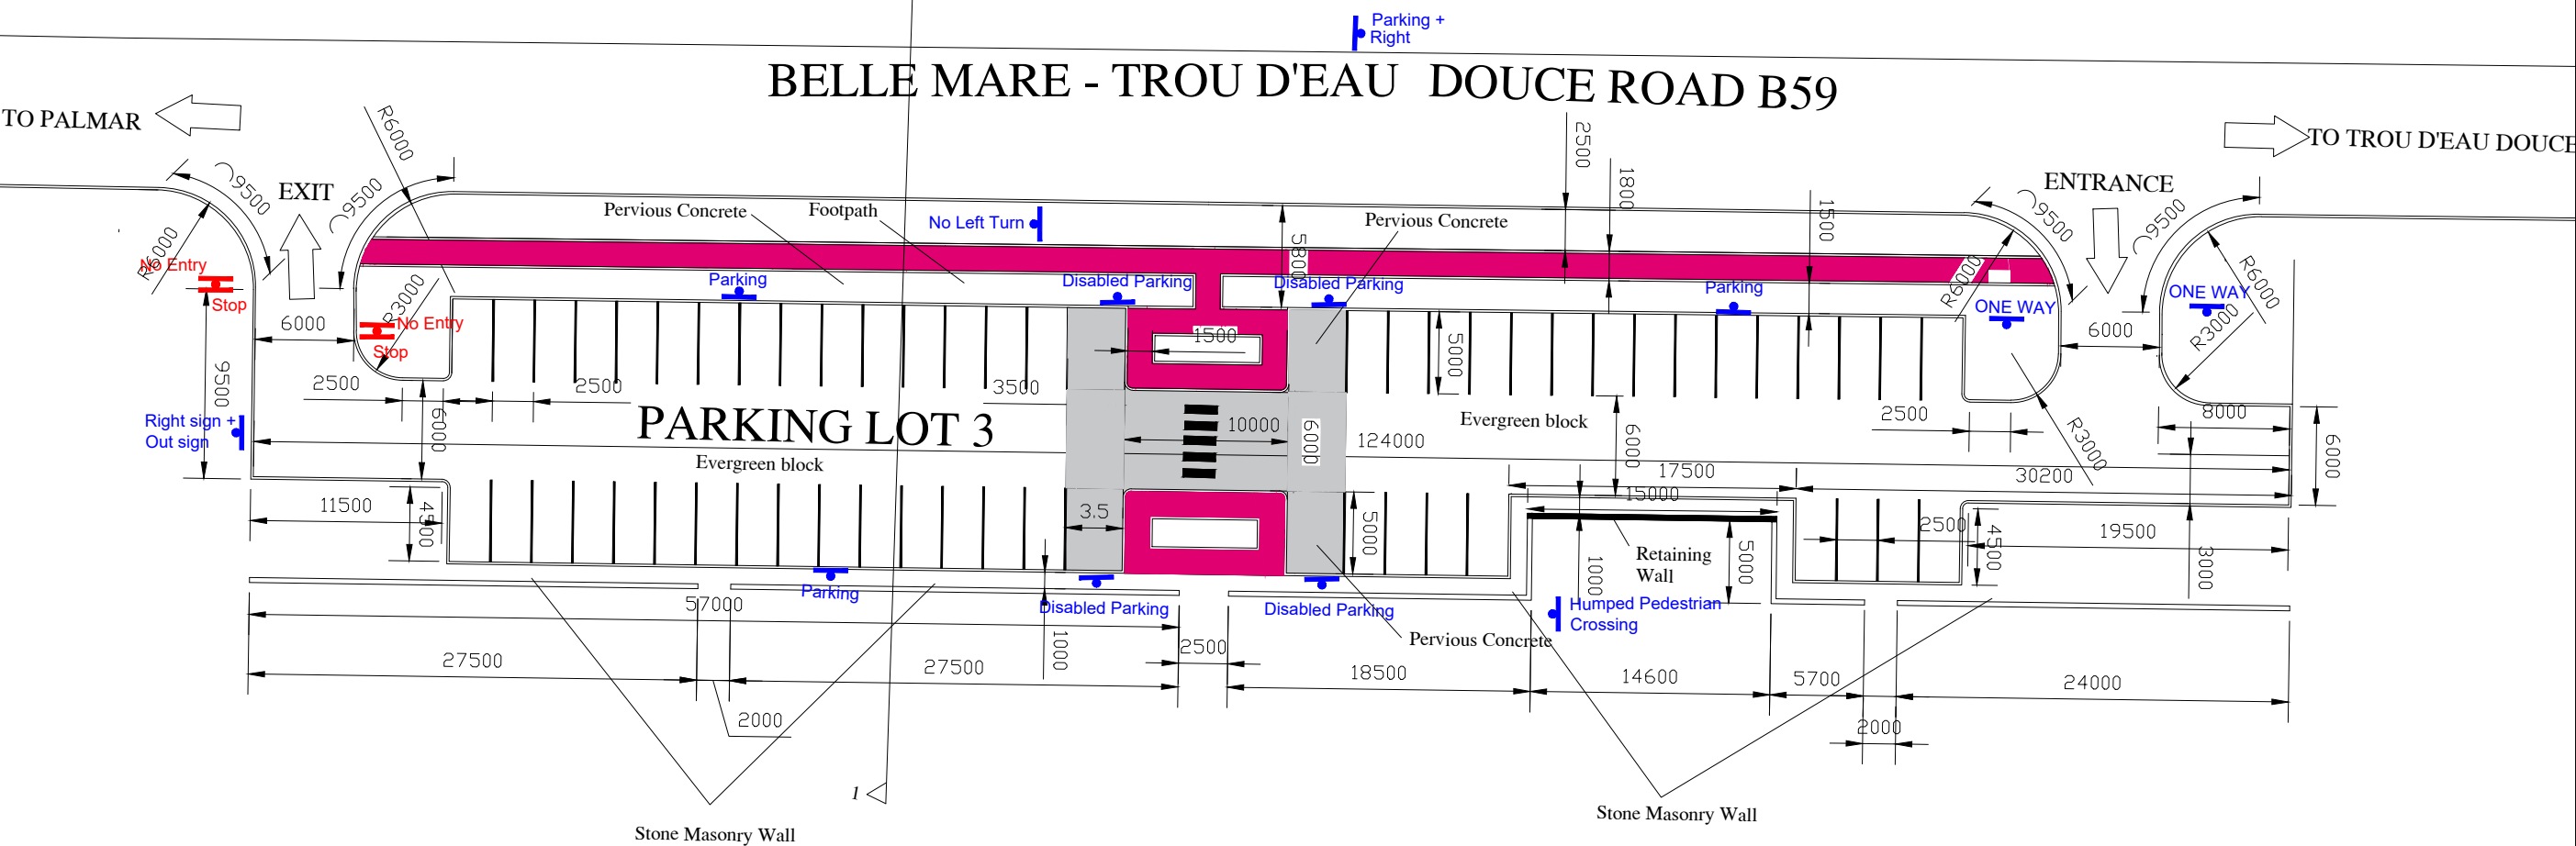 Parking +
Right
BELLE MARE - TROU D'EAU DOUCE ROAD B59
TO PALMAR
TO TROU D'EAU DOUCE
R6000
2500
1800
EXIT
ENTRANCE
9500
9500
9500
9500
Pervious Concrete
Footpath
No Left Turn
Pervious Concrete
1500
5800
R6000
No Entry
Stop
R3000
Parking
Disabled Parking
Disabled Parking
Parking
R6000
ONE WAY
ONE WAY
R6000
R3000
No Entry
Stop
6000
1500
6000
5000
9500
2500
2500
3500
6000
Right sign +
Out sign
PARKING LOT 3
10000
6000
124000
Evergreen block
6000
2500
8000
R3000
6000
Evergreen block
17500
30200
15000
11500
4500
3.5
5000
2500
4500
19500
Retaining
Wall
5000
1000
3000
Parking
57000
Disabled Parking
Disabled Parking
Humped Pedestrian
Crossing
Pervious Concrete
1000
2500
27500
27500
18500
14600
5700
24000
2000
2000
1
Stone Masonry Wall
Stone Masonry Wall